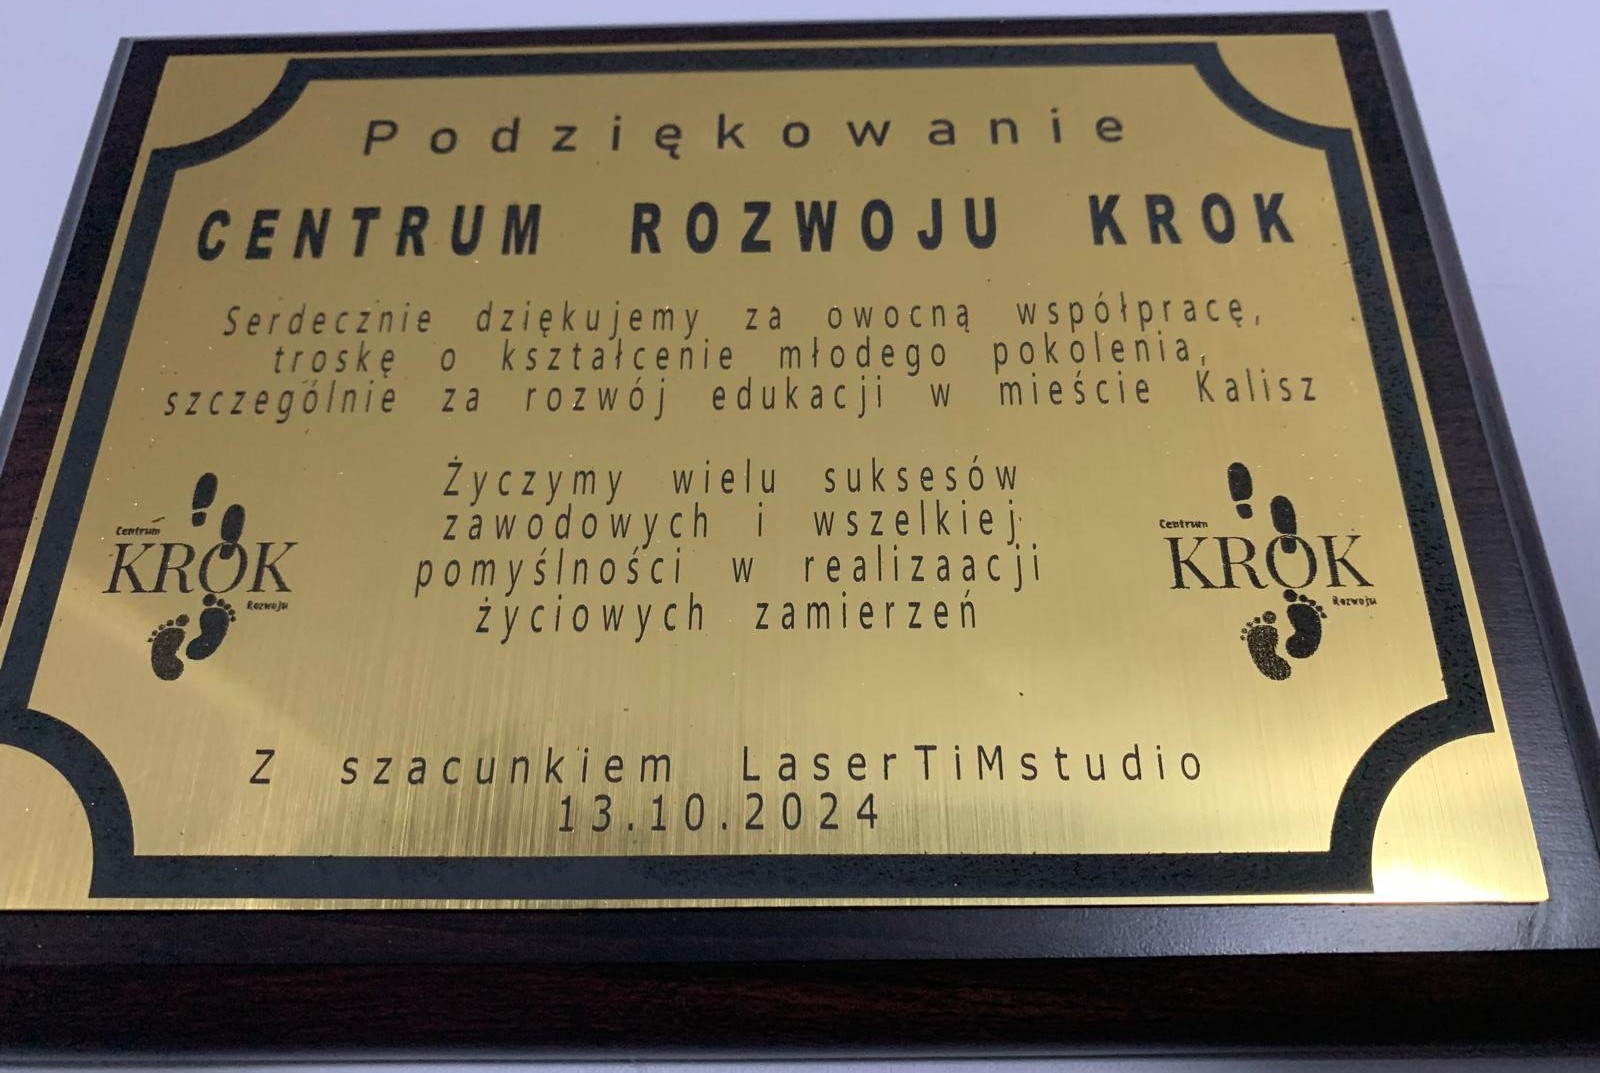 Podziękowanie
CENTRUM ROZWOJU KROK
Serdecznie dziękujemy za owocną współpracę,
troskę o kształcenie młodego pokolenia,
szczególnie za rozwój edukacji w mieście Kalisz
Życzymy wielu suksesów
zawodowych i wszelkiej
pomyślności w realizaacji
życiowych zamierzeń
Centrum
KROK
Rozwoju
Centrum
KROK
Rozwoju
Z szacunkiem LaserTiMstudio
13.10.2024